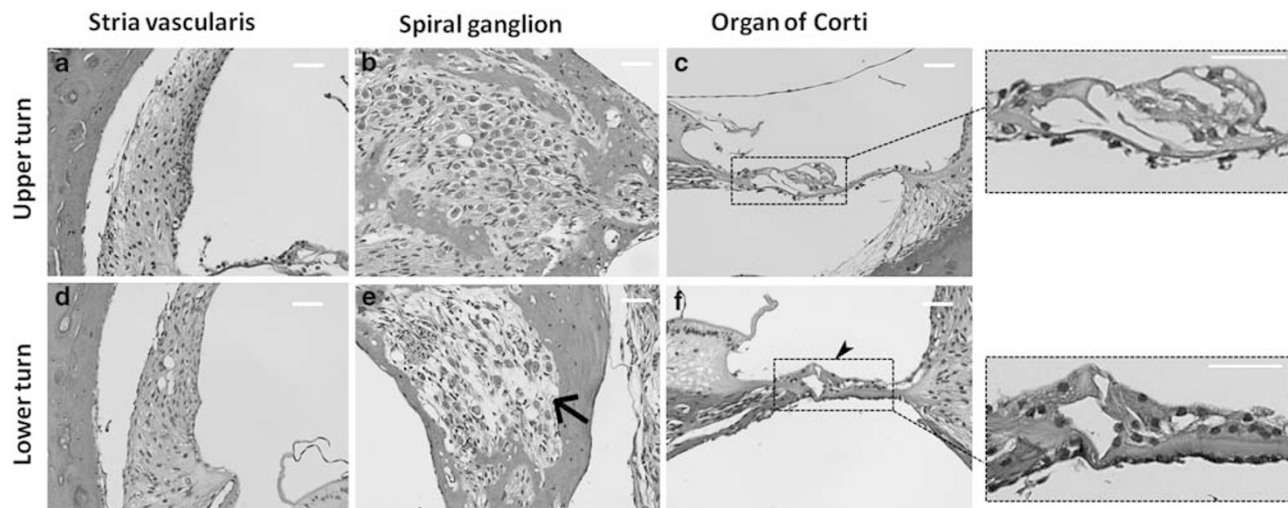 Stria vascularis
Spiral ganglion
Organ of Corti
Upper turn
a
b
c
Lower turn
d
e
f